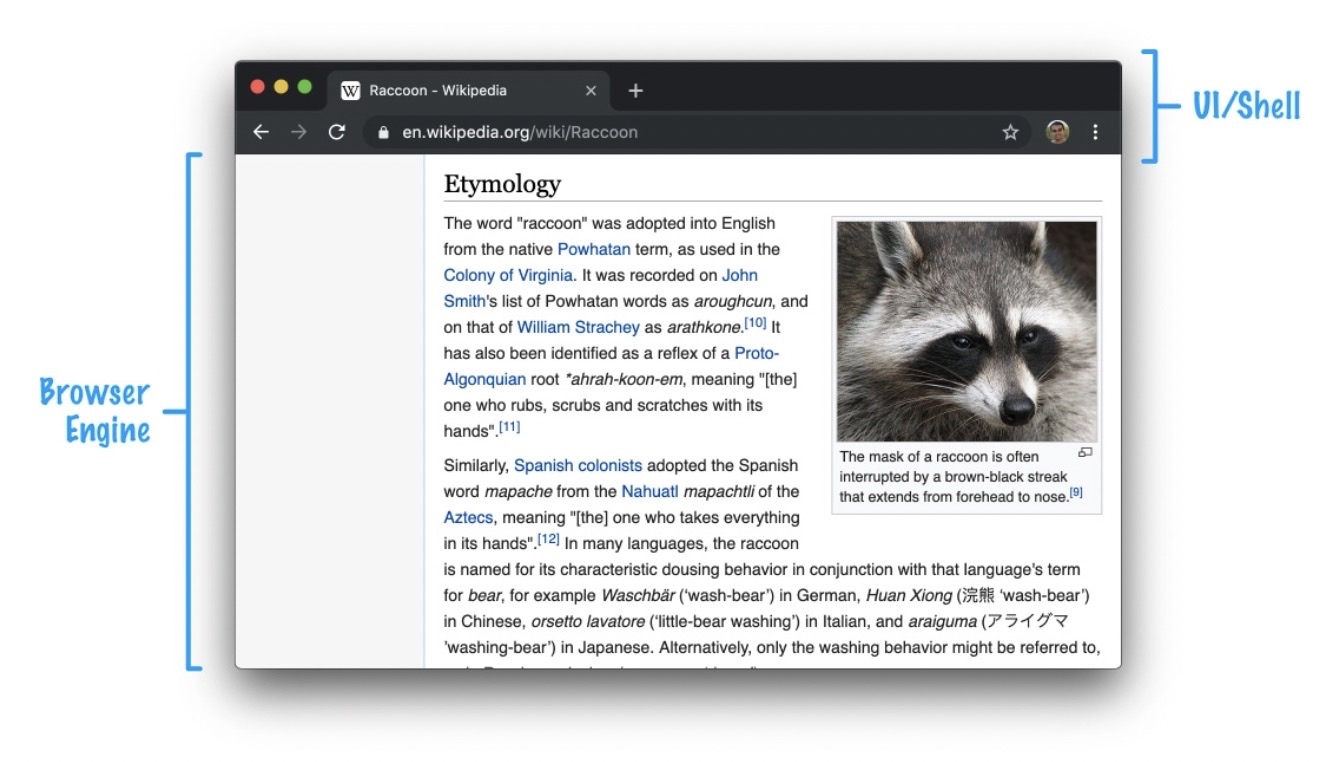 Raccoon - Wikipedia
en.wikipedia.org/wiki/Raccoon
UI/Shell
Browser
Engine
Etymology
The word "raccoon" was adopted into English
from the native Powhatan term, as used in the
Colony of Virginia. It was recorded on John
Smith's list of Powhatan words as aroughcun, and
on that of William Strachey as arathkone.[10] It
has also been identified as a reflex of a Proto-
Algonquian root *ahrah-koon-em, meaning "[the]
one who rubs, scrubs and scratches with its
hands".[11]
The mask of a raccoon is often
interrupted by a brown-black streak
that extends from forehead to nose.[9]
Similarly, Spanish colonists adopted the Spanish
word mapache from the Nahuatl mapachtli of the
Aztecs, meaning "[the] one who takes everything
in its hands".[12] In many languages, the raccoon
is named for its characteristic dousing behavior in conjunction with that language's term
for bear, for example Waschbär (‘wash-bear’) in German, Huan Xiong (浣熊 ‘wash-bear’)
in Chinese, orsetto lavatore (‘little-bear washing’) in Italian, and araiguma (アライグマ
’washing-bear’) in Japanese. Alternatively, only the washing behavior might be referred to,